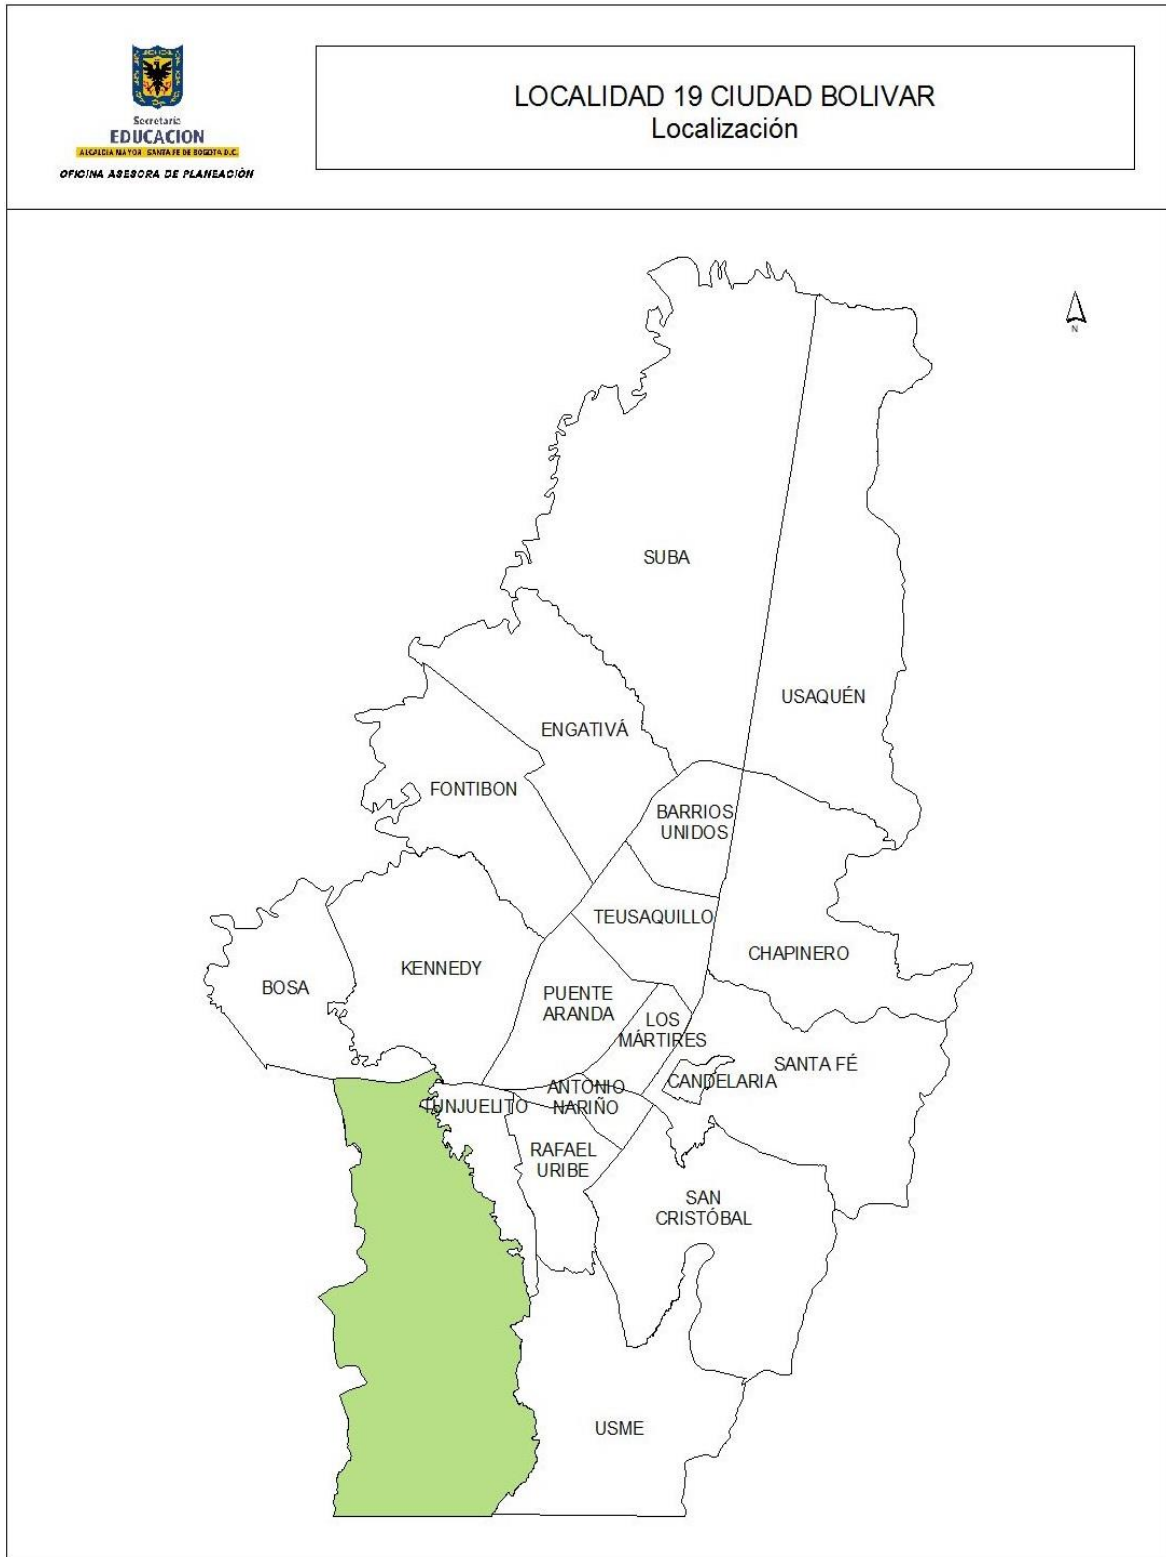 Secretaría
EDUCACION
ALCALDIA MAYOR SANTA FE DE BOGOTA D.C.
OFICINA ASESORA DE PLANEACIÓN
LOCALIDAD 19 CIUDAD BOLIVAR
Localización
N
SUBA
USAQUÉN
ENGATIVÁ
FONTIBON
BARRIOS
UNIDOS
TEUSAQUILLO
CHAPINERO
KENNEDY
BOSA
PUENTE
ARANDA
LOS
MÁRTIRES
SANTA FÉ
CANDELARIA
ANTONIO
NARIÑO
TUNJUELITO
RAFAEL
URIBE
SAN
CRISTÓBAL
USME